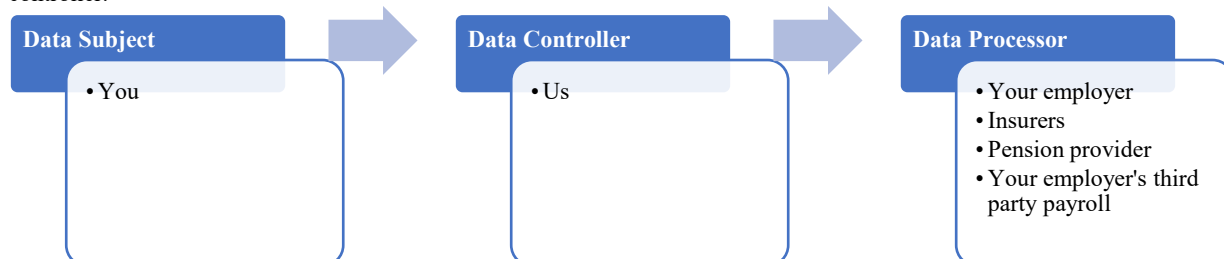 Data Subject
• You
Data Controller
• Us
Data Processor
• Your employer
• Insurers
• Pension provider
• Your employer's third
party payroll